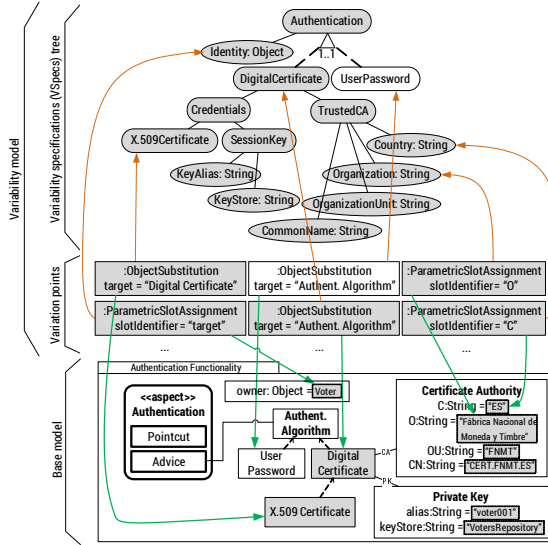 Variability model
Variability specifications (VSpecs) tree
Authentication
Identity: Object
1..1
DigitalCertificate
UserPassword
Credentials
TrustedCA
X.509Certificate
SessionKey
Country: String
KeyAlias: String
Organization: String
KeyStore: String
OrganizationUnit: String
CommonName: String
Variation points
:ObjectSubstitution
target = "Digital Certificate"
:ObjectSubstitution
target = "Authent. Algorithm"
:ParametricSlotAssignment
slotIdentifier = "O"
:ParametricSlotAssignment
slotIdentifier = "target"
:ObjectSubstitution
target = "Authent. Algorithm"
:ParametricSlotAssignment
slotIdentifier = "C"
...
...
...
Base model
Authentication Functionality
<<aspect>>
Authentication
Pointcut
Advice
owner: Object = Voter
Authent.
Algorithm
User
Password
Digital
Certificate
X.509 Certificate
CA
PK
Certificate Authority
C:String = "ES"
O:String = "Fábrica Nacional de
Moneda y Timbre"
OU:String = "FNMT"
CN:String = "CERT.FNMT.ES"
Private Key
alias:String = "voter001"
keyStore:String = "VotersRepository"